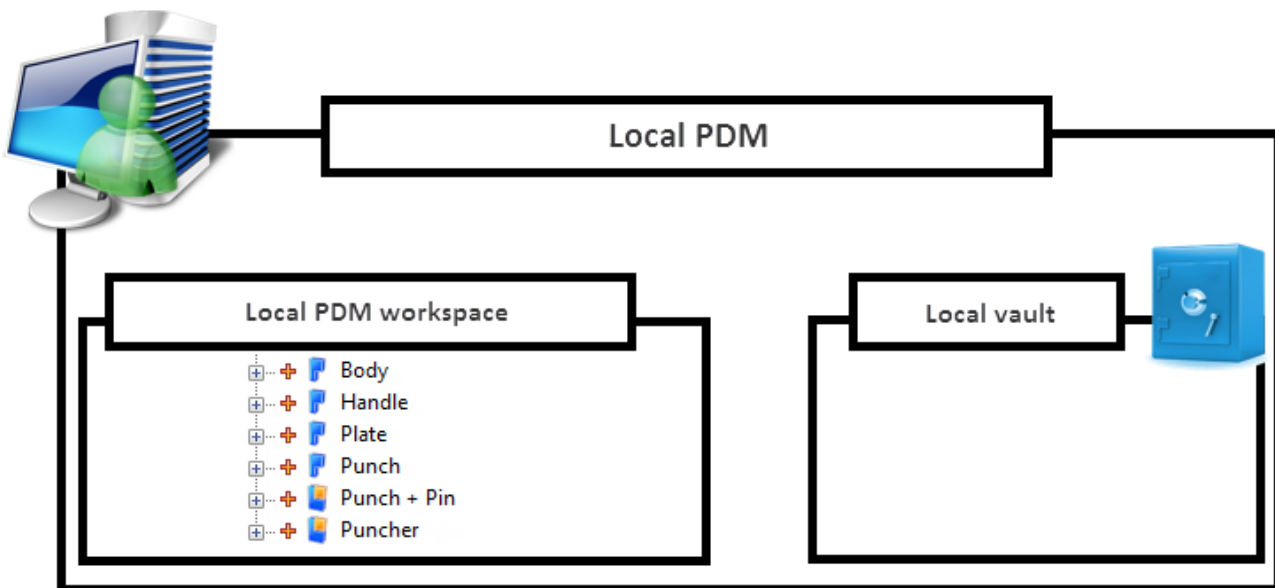 Local PDM
Local PDM workspace
Local vault
Body
Handle
Plate
Punch
Punch + Pin
Puncher